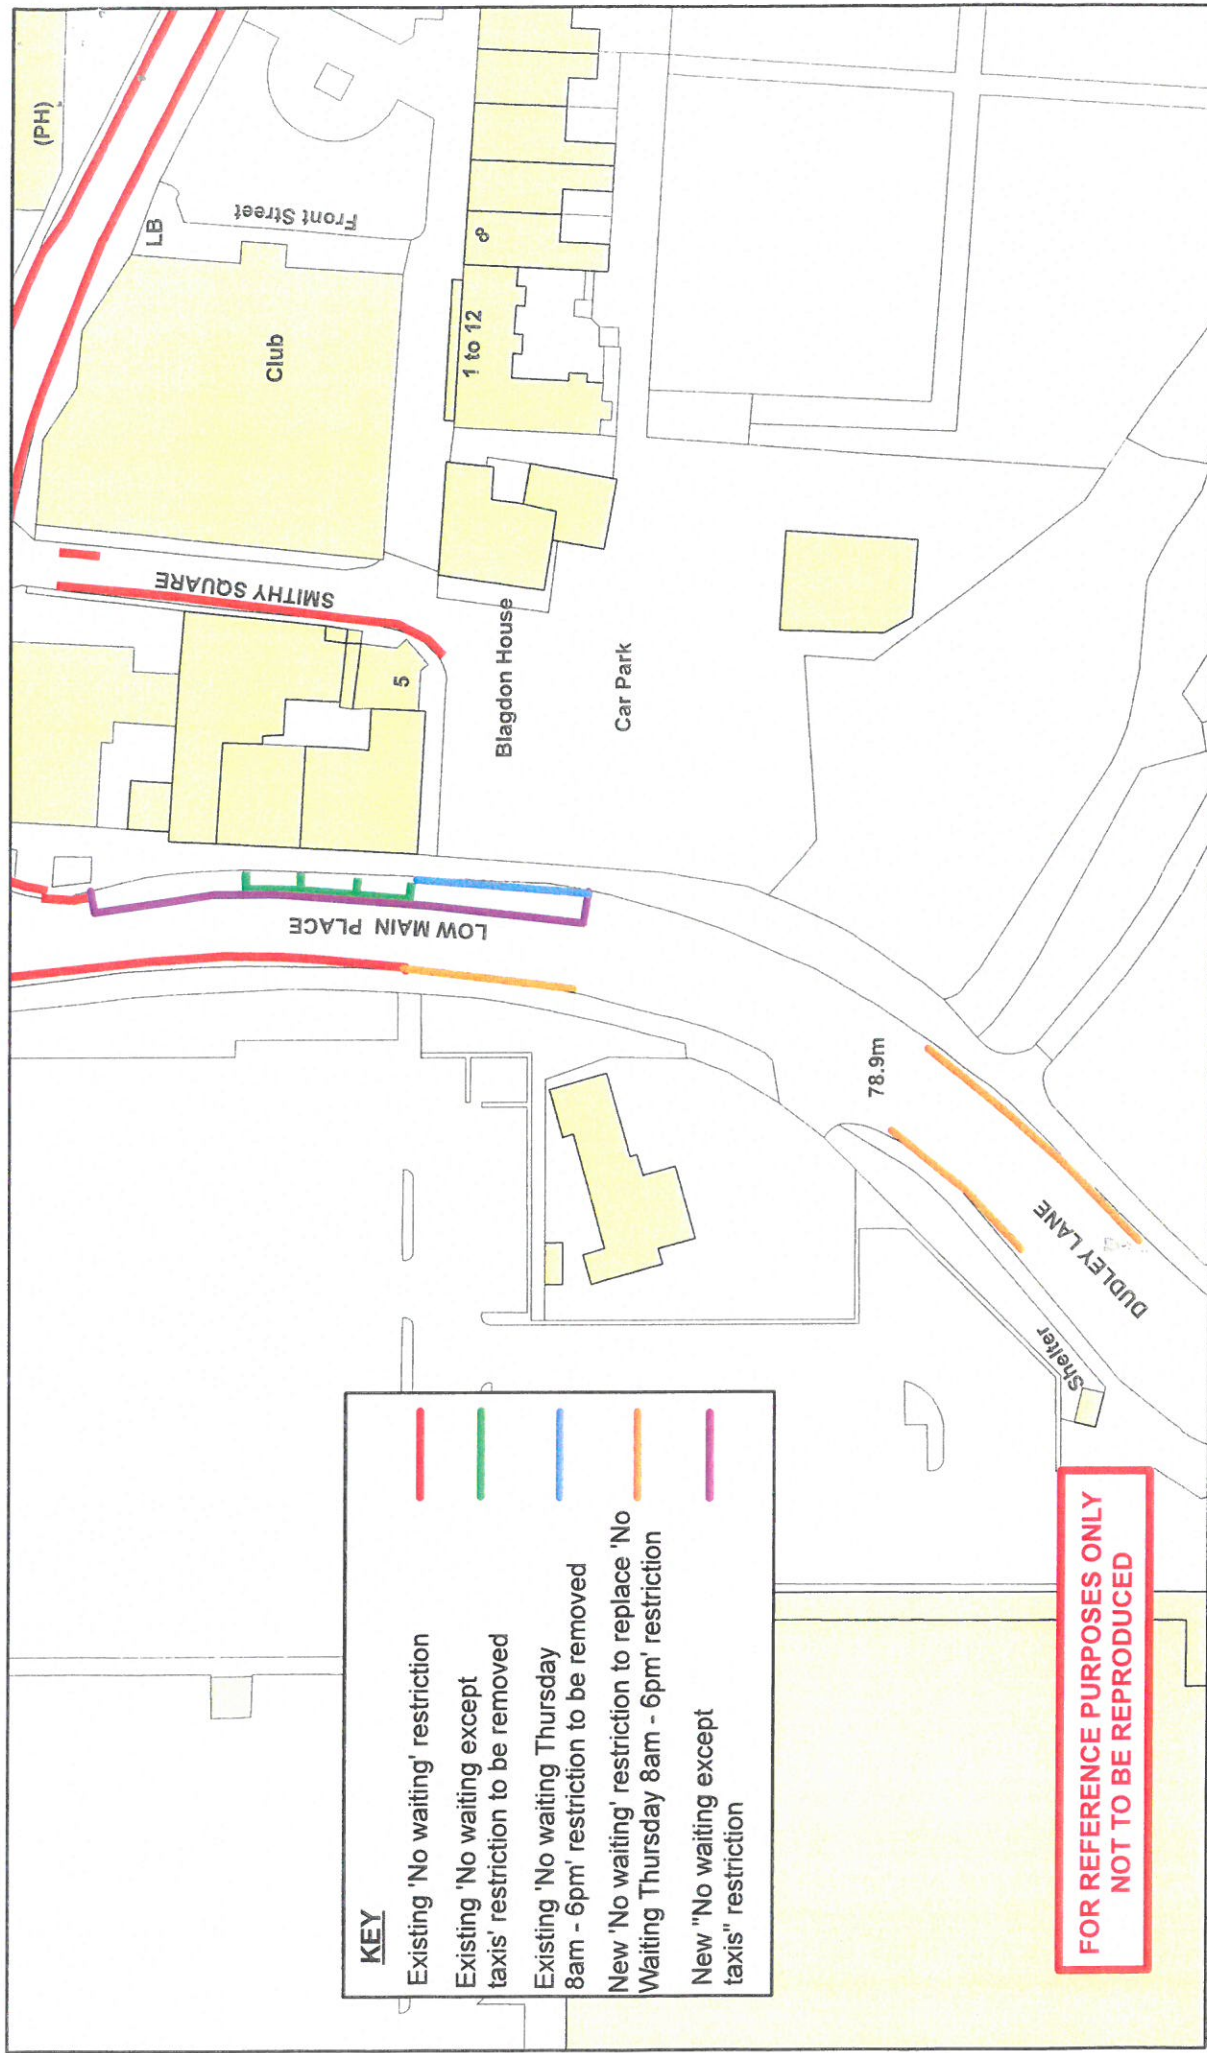 (PH)
LB
Front Street
Club
8
1 to 12
SMITHY SQUARE
5
Blagdon House
Car Park
LOW MAIN PLACE
78.9m
DUDLEY LANE
Shelter
KEY
Existing 'No waiting' restriction
Existing 'No waiting except
taxis' restriction to be removed
Existing 'No waiting Thursday
8am - 6pm' restriction to be removed
New 'No waiting' restriction to replace 'No
Waiting Thursday 8am - 6pm' restriction
New "No waiting except
taxis" restriction
FOR REFERENCE PURPOSES ONLY
NOT TO BE REPRODUCED